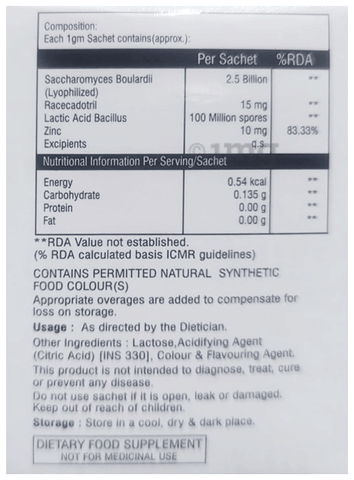 Composition:
Each 1gm Sachet contains(approx.):
Per Sachet %RDA
Saccharomyces Boulardii 2.5 Billion **
(Lyophilized)
Racecadotril 15 mg **
Lactic Acid Bacillus 100 Million spores **
Zinc 10 mg 83.33%
Excipients q.s.
© 1mg
Nutritional Information Per Serving/Sachet
Energy 0.54 kcal **
Carbohydrate 0.135 g **
Protein 0.00 g **
Fat 0.00 g **
**RDA Value not established.
(% RDA calculated basis ICMR guidelines)
CONTAINS PERMITTED NATURAL SYNTHETIC
FOOD COLOUR(S)
Appropriate overages are added to compensate for
loss on storage.
Usage : As directed by the Dietician.
Other Ingredients : Lactose,Acidifying Agent
(Citric Acid) [INS 330], Colour & Flavouring Agent.
This product is not intended to diagnose, treat, cure
or prevent any disease.
Do not use sachet if it is open, leak or damaged.
Keep out of reach of children.
Storage : Store in a cool, dry & dark place.
DIETARY FOOD SUPPLEMENT
NOT FOR MEDICINAL USE